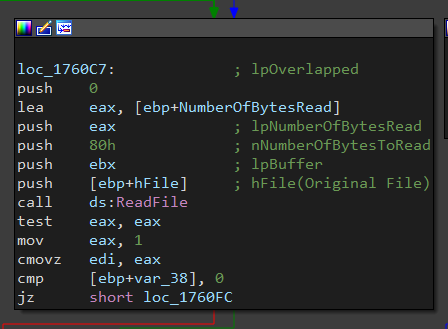 loc_1760C7: ; lpOverlapped
push 0
lea eax, [ebp+NumberOfBytesRead]
push eax ; lpNumberOfBytesRead
push 80h ; nNumberOfBytesToRead
push ebx ; lpBuffer
push [ebp+hFile] ; hFile(Original File)
call ds:ReadFile
test eax, eax
mov eax, 1
cmovz edi, eax
cmp [ebp+var_38], 0
jz short loc_1760FC